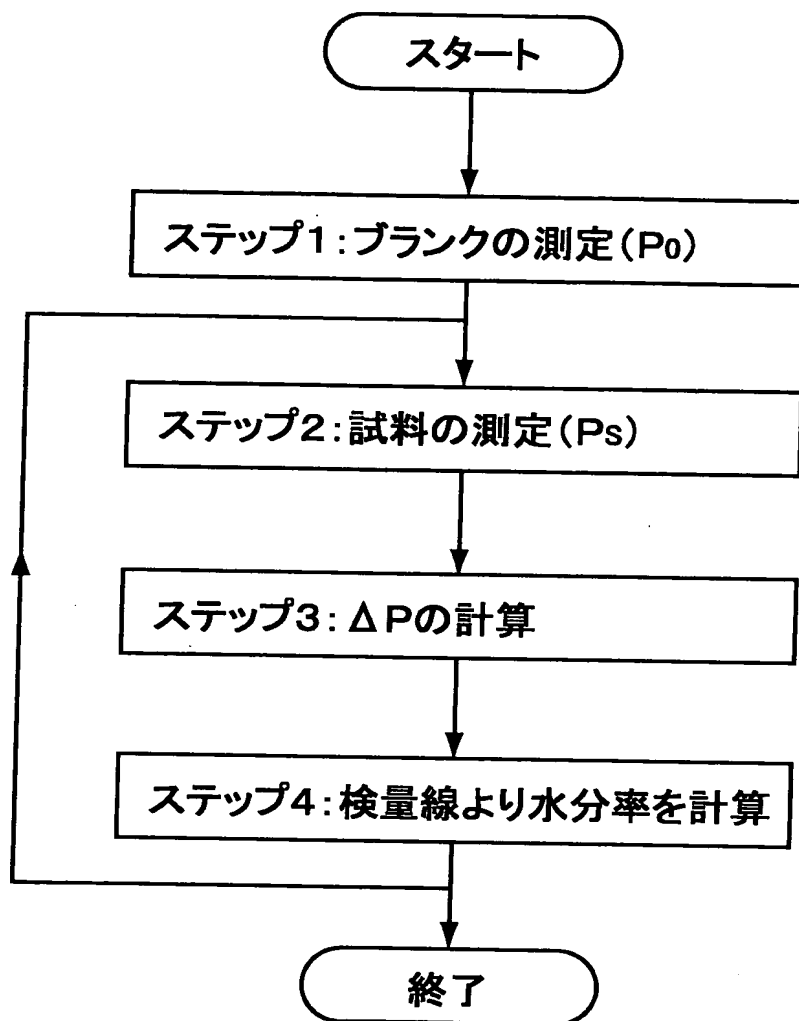 スタート
ステップ1:ブランクの測定(P0)
ステップ2:試料の測定(Ps)
ステップ3:ΔPの計算
ステップ4:検量線より水分率を計算
終了